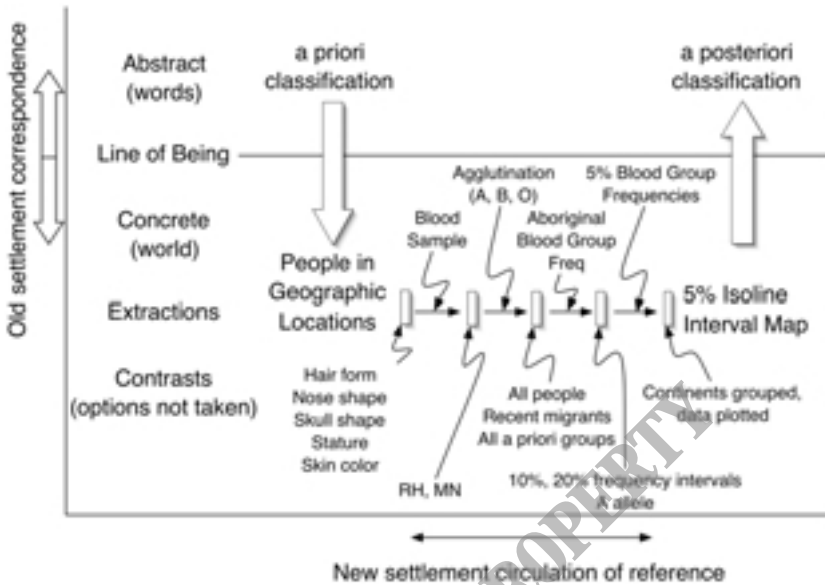 Old settlement correspondence
Abstract
(words)
a priori
classification
a posteriori
classification
Line of Being
Agglutination
(A, B, O)
5% Blood Group
Frequencies
Concrete
(world)
Blood
Sample
Aboriginal
Blood Group
Freq
People in
Geographic
Locations
Extractions
5% Isoline
Interval Map
Contrasts
(options not taken)
Hair form
Nose shape
Skull shape
Stature
Skin color
All people
Recent migrants
All a priori groups
Continents grouped,
data plotted
RH, MN
10%, 20% frequency intervals
A allele
New settlement circulation of reference